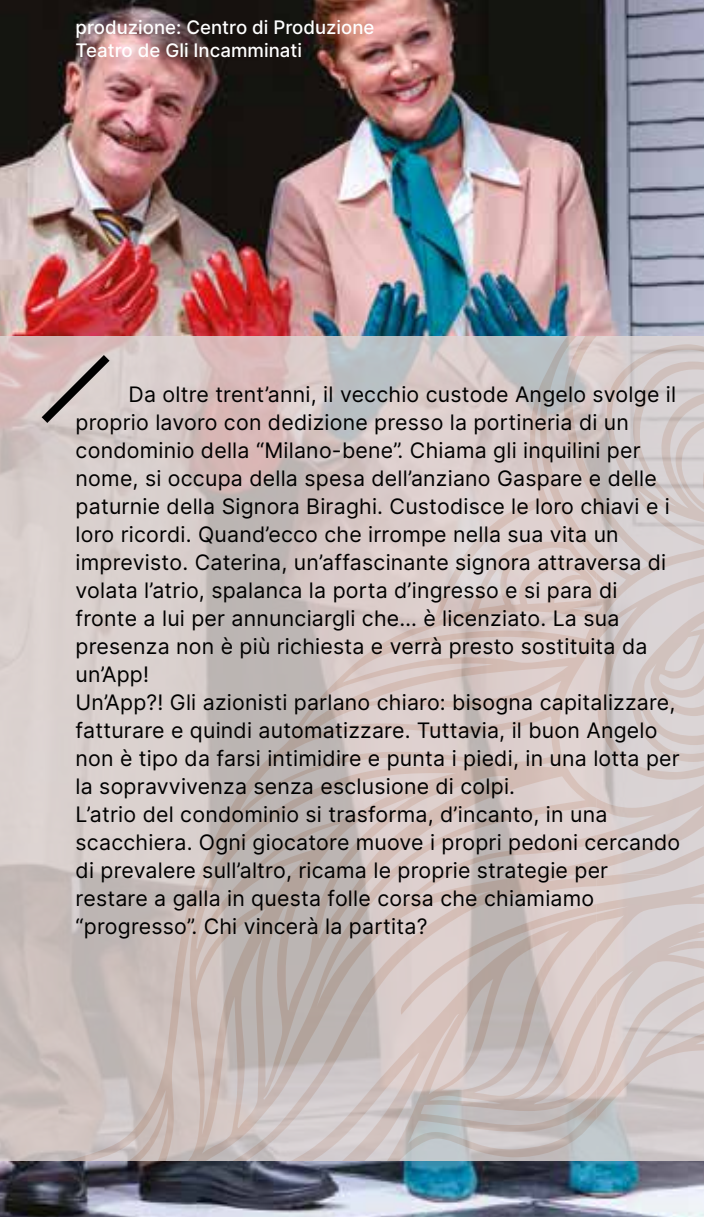 produzione: Centro di Produzione
Teatro de Gli Incamminati
Da oltre trent’anni, il vecchio custode Angelo svolge il
proprio lavoro con dedizione presso la portineria di un
condominio della “Milano-bene”. Chiama gli inquilini per
nome, si occupa della spesa dell’anziano Gaspare e delle
paturnie della Signora Biraghi. Custodisce le loro chiavi e i
loro ricordi. Quand’ecco che irrompe nella sua vita un
imprevisto. Caterina, un’affascinante signora attraversa di
volata l’atrio, spalanca la porta d’ingresso e si para di
fronte a lui per annunciargli che... è licenziato. La sua
presenza non è più richiesta e verrà presto sostituita da
un’App!
Un’App?! Gli azionisti parlano chiaro: bisogna capitalizzare,
fatturare e quindi automatizzare. Tuttavia, il buon Angelo
non è tipo da farsi intimidire e punta i piedi, in una lotta per
la sopravvivenza senza esclusione di colpi.
L’atrio del condominio si trasforma, d’incanto, in una
scacchiera. Ogni giocatore muove i propri pedoni cercando
di prevalere sull’altro, ricama le proprie strategie per
restare a galla in questa folle corsa che chiamiamo
“progresso”. Chi vincerà la partita?